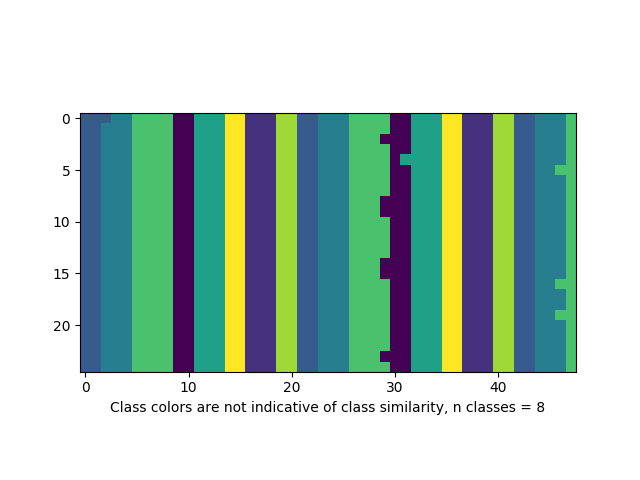 0
5
10
15
20
0 10 20 30 40
Class colors are not indicative of class similarity, n classes = 8